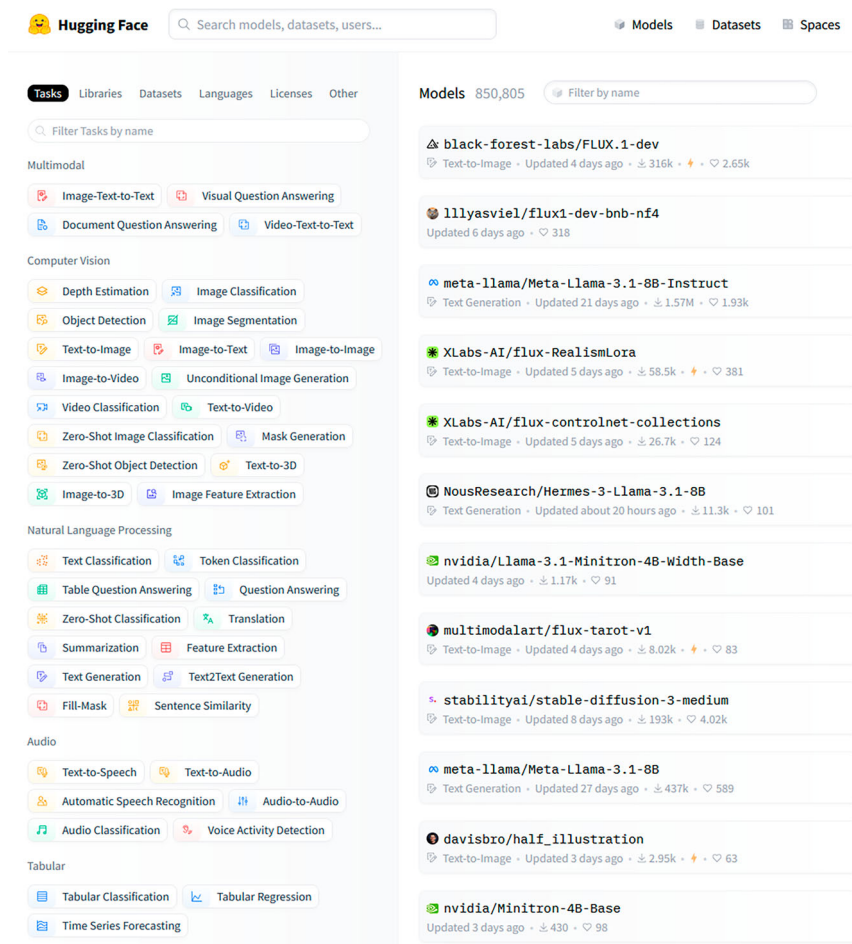 Hugging Face
Search models, datasets, users...
Models Datasets Spaces
Tasks Libraries Datasets Languages Licenses Other
Filter Tasks by name
Multimodal
Image-Text-to-Text Visual Question Answering
Document Question Answering Video-Text-to-Text
Computer Vision
Depth Estimation Image Classification
Object Detection Image Segmentation
Text-to-Image Image-to-Text Image-to-Image
Image-to-Video Unconditional Image Generation
Video Classification Text-to-Video
Zero-Shot Image Classification Mask Generation
Zero-Shot Object Detection Text-to-3D
Image-to-3D Image Feature Extraction
Natural Language Processing
Text Classification Token Classification
Table Question Answering Question Answering
Zero-Shot Classification Translation
Summarization Feature Extraction
Text Generation Text2Text Generation
Fill-Mask Sentence Similarity
Audio
Text-to-Speech Text-to-Audio
Automatic Speech Recognition Audio-to-Audio
Audio Classification Voice Activity Detection
Tabular
Tabular Classification Tabular Regression
Time Series Forecasting
Models 850,805 Filter by name
black-forest-labs/FLUX.1-dev
Text-to-Image • Updated 4 days ago • 316k • 2.65k
lllyasviel/flux1-dev-bnb-nf4
Updated 6 days ago • 318
meta-llama/Meta-Llama-3.1-8B-Instruct
Text Generation • Updated 21 days ago • 1.57M • 1.93k
XLabs-AI/flux-RealismLora
Text-to-Image • Updated 5 days ago • 58.5k • 381
XLabs-AI/flux-controlnet-collections
Text-to-Image • Updated 5 days ago • 26.7k • 124
NousResearch/Hermes-3-Llama-3.1-8B
Text Generation • Updated about 20 hours ago • 11.3k • 101
nvidia/Llama-3.1-Minitron-4B-Width-Base
Updated 4 days ago • 1.17k • 91
multimodalart/flux-tarot-v1
Text-to-Image • Updated 4 days ago • 8.02k • 83
s. stabilityai/stable-diffusion-3-medium
Text-to-Image • Updated 8 days ago • 193k • 4.02k
meta-llama/Meta-Llama-3.1-8B
Text Generation • Updated 27 days ago • 437k • 589
davisbro/half_illustration
Text-to-Image • Updated 3 days ago • 2.95k • 63
nvidia/Minitron-4B-Base
Updated 3 days ago • 430 • 98